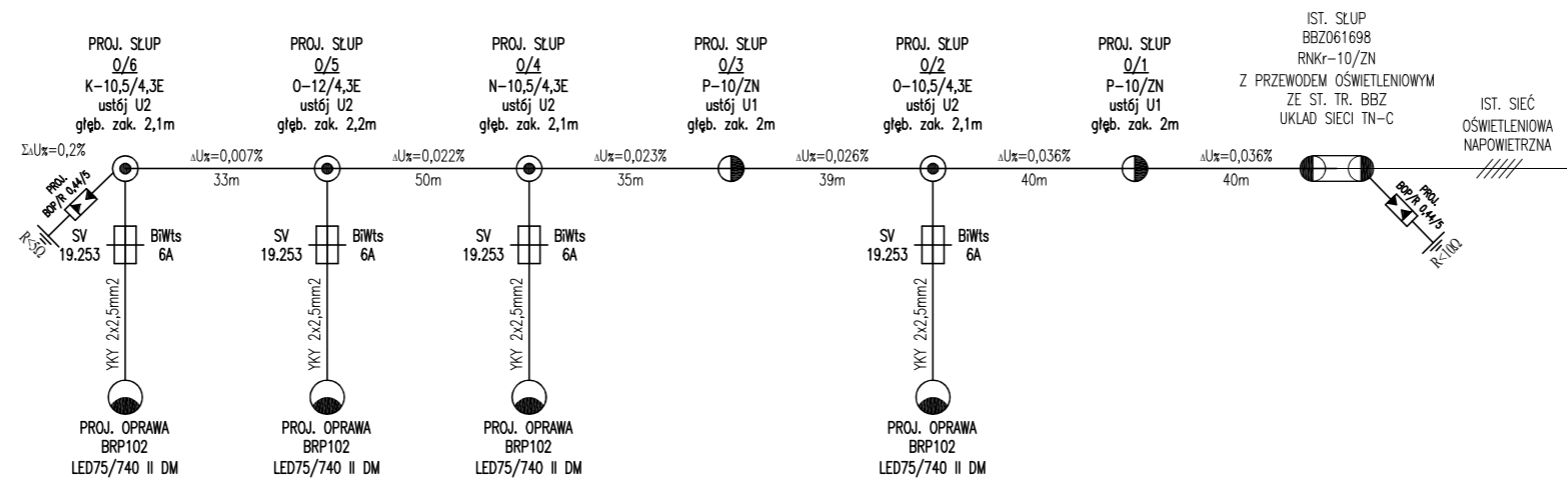 PROJ. SŁUP
0/6
K-10,5/4,3E
ustój U2
głęb. zak. 2,1m
PROJ. SŁUP
0/5
O-12/4,3E
ustój U2
głęb. zak. 2,2m
PROJ. SŁUP
0/4
N-10,5/4,3E
ustój U2
głęb. zak. 2,1m
PROJ. SŁUP
0/3
P-10/ZN
ustój U1
głęb. zak. 2m
PROJ. SŁUP
0/2
O-10,5/4,3E
ustój U2
głęb. zak. 2,1m
PROJ. SŁUP
0/1
P-10/ZN
ustój U1
głęb. zak. 2m
IST. SŁUP
BBZ061698
RNKr-10/ZN
Z PRZEWODEM OŚWIETLENIOWYM
ZE ST. TR. BBZ
UKLAD SIECI TN-C
IST. SIEĆ
OŚWIETLENIOWA
NAPOWIETRZNA
Σ∆U%=0,2%
∆U%=0,007%
33m
∆U%=0,022%
50m
∆U%=0,023%
35m
∆U%=0,026%
39m
∆U%=0,036%
40m
∆U%=0,036%
40m
PROJ.
BOP/R 0,44/5
R<5Ω
PROJ.
BOP/R 0,44/5
R<10Ω
SV
19.253
BiWts
6A
SV
19.253
BiWts
6A
SV
19.253
BiWts
6A
SV
19.253
BiWts
6A
YKY 2x2,5mm2
YKY 2x2,5mm2
YKY 2x2,5mm2
YKY 2x2,5mm2
PROJ. OPRAWA
BRP102
LED75/740 II DM
PROJ. OPRAWA
BRP102
LED75/740 II DM
PROJ. OPRAWA
BRP102
LED75/740 II DM
PROJ. OPRAWA
BRP102
LED75/740 II DM